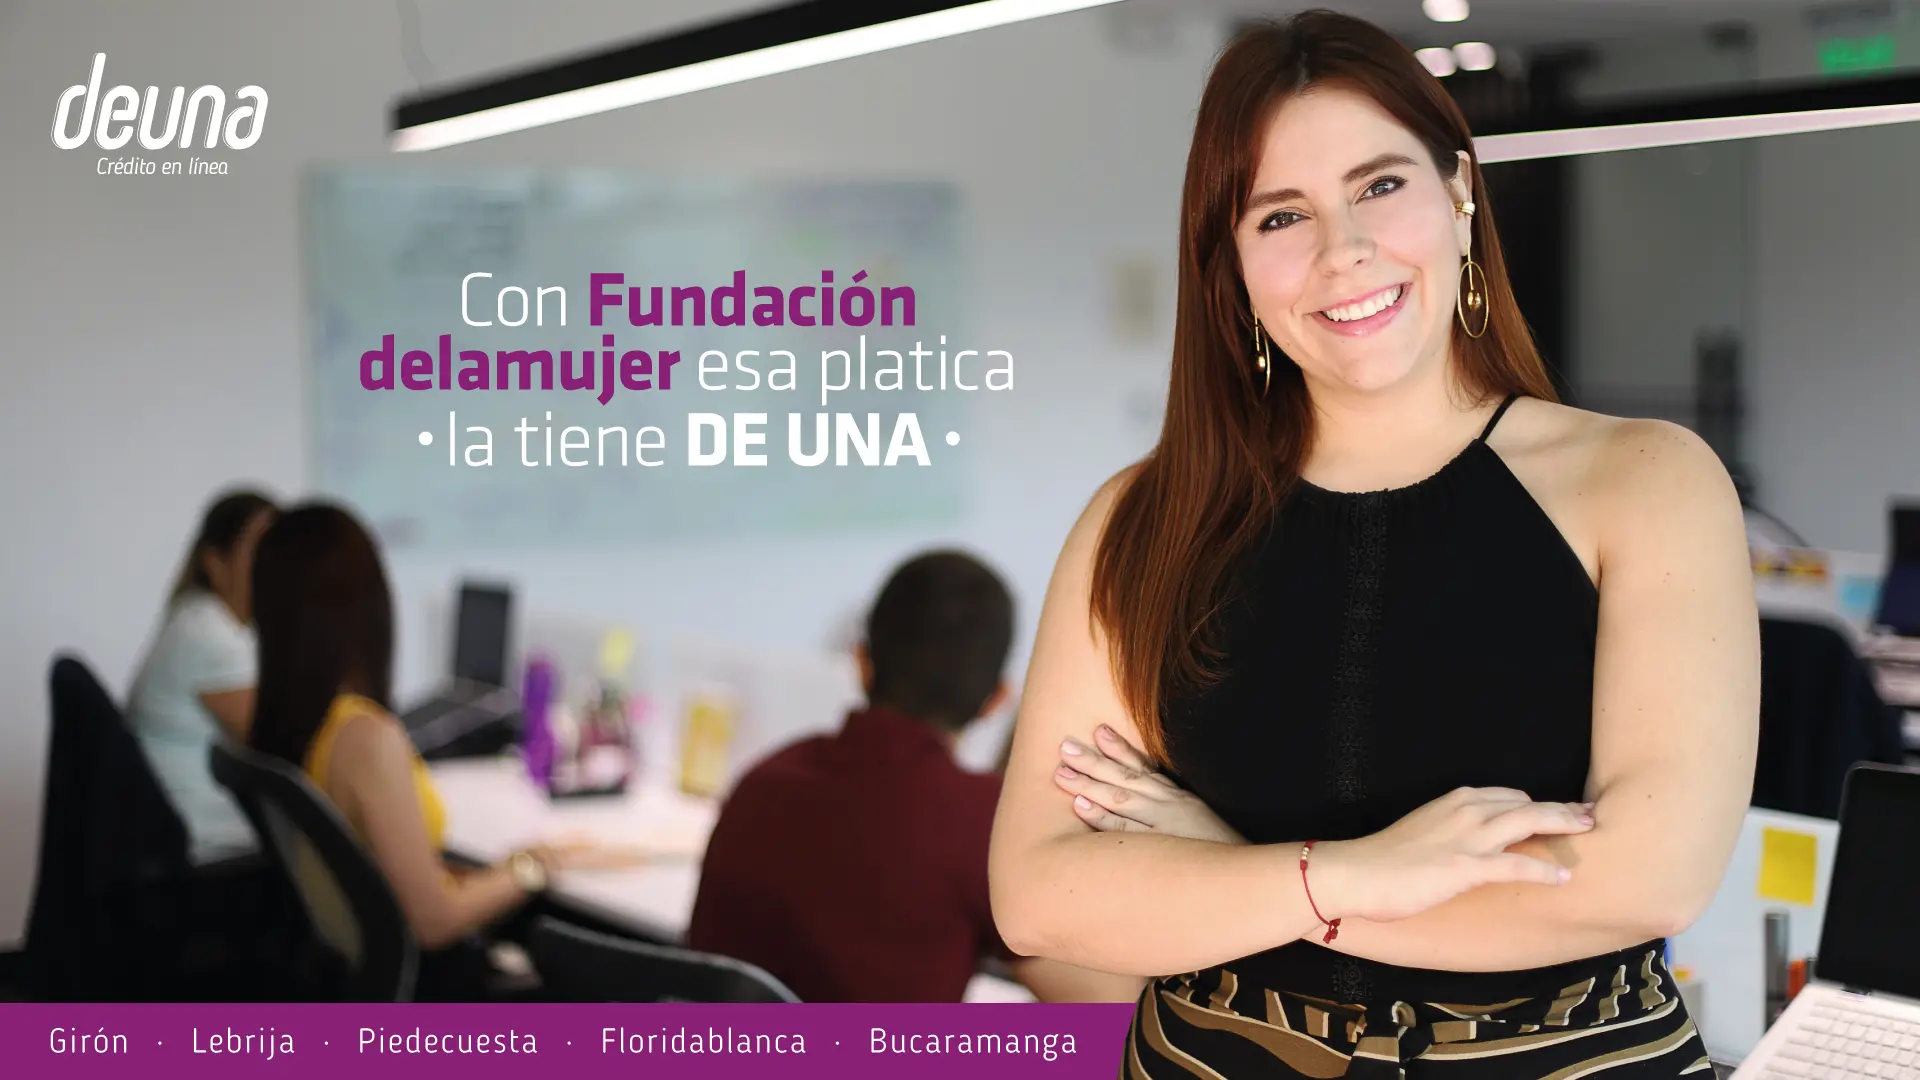 deuna
Crédito en línea
Con Fundación
delamujer esa platica
• la tiene DE UNA •
Girón · Lebrija · Piedecuesta · Floridablanca · Bucaramanga